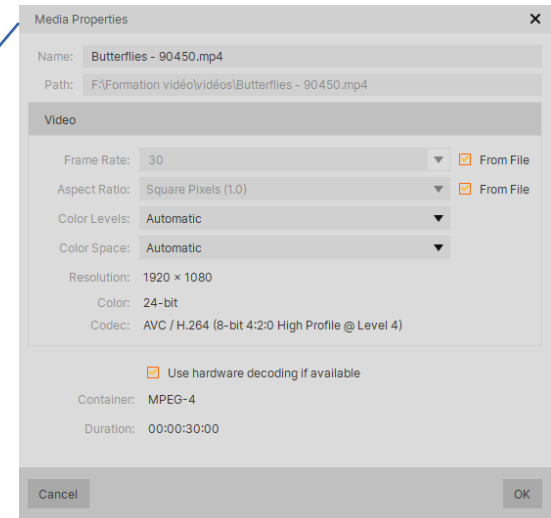 Media Properties
Name: Butterflies - 90450.mp4
Path: F:\Formation vidéo\vidéos\Butterflies - 90450.mp4
Video
Frame Rate: 30 From File
Aspect Ratio: Square Pixels (1.0) From File
Color Levels: Automatic
Color Space: Automatic
Resolution: 1920 × 1080
Color: 24-bit
Codec: AVC / H.264 (8-bit 4:2:0 High Profile @ Level 4)
Use hardware decoding if available
Container: MPEG-4
Duration: 00:00:30:00
Cancel OK